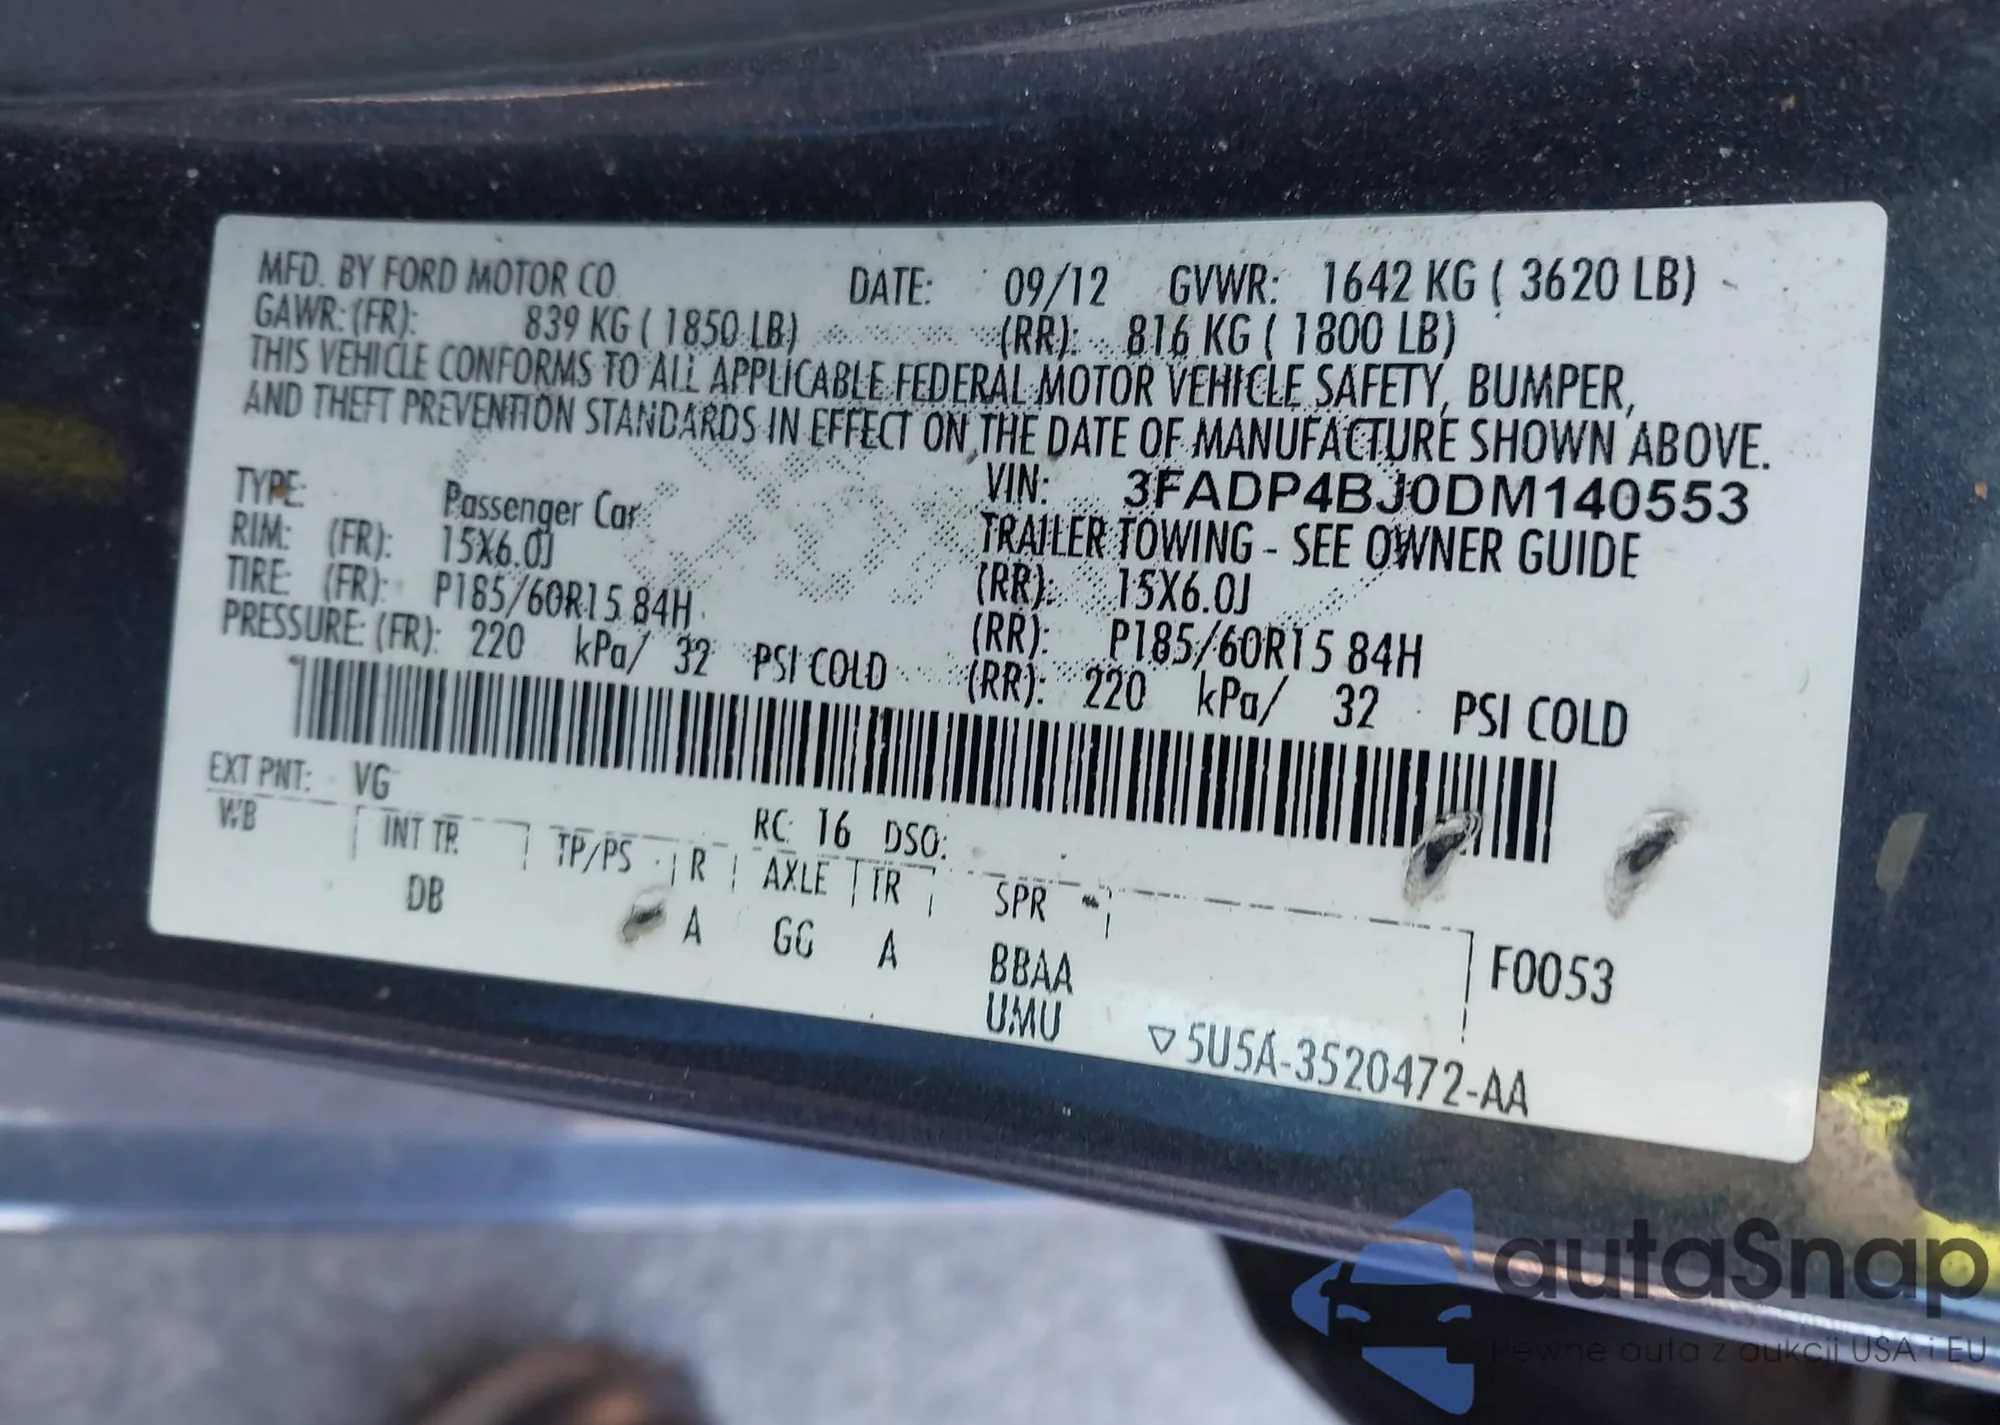 MFD. BY FORD MOTOR CO. DATE: 09/12 GVWR: 1642 KG ( 3620 LB)
GAWR: (FR): 839 KG ( 1850 LB) (RR): 816 KG ( 1800 LB)
THIS VEHICLE CONFORMS TO ALL APPLICABLE FEDERAL MOTOR VEHICLE SAFETY, BUMPER,
AND THEFT PREVENTION STANDARDS IN EFFECT ON THE DATE OF MANUFACTURE SHOWN ABOVE.
VIN: 3FADP4BJ0DM140553
TYPE: Passenger Car TRAILER TOWING - SEE OWNER GUIDE
RIM: (FR): 15X6.0J (RR): 15X6.0J
TIRE: (FR): P185/60R15 84H (RR): P185/60R15 84H
PRESSURE: (FR): 220 kPa/ 32 PSI COLD (RR): 220 kPa/ 32 PSI COLD
EXT PNT: VG RC: 16 DSO:
WB INT TR TP/PS R AXLE TR SPR
DB A GG A BBAA F0053
UMU
▽5U5A-3520472-AA
autaSnap
Pewne auta z aukcji USA i EU